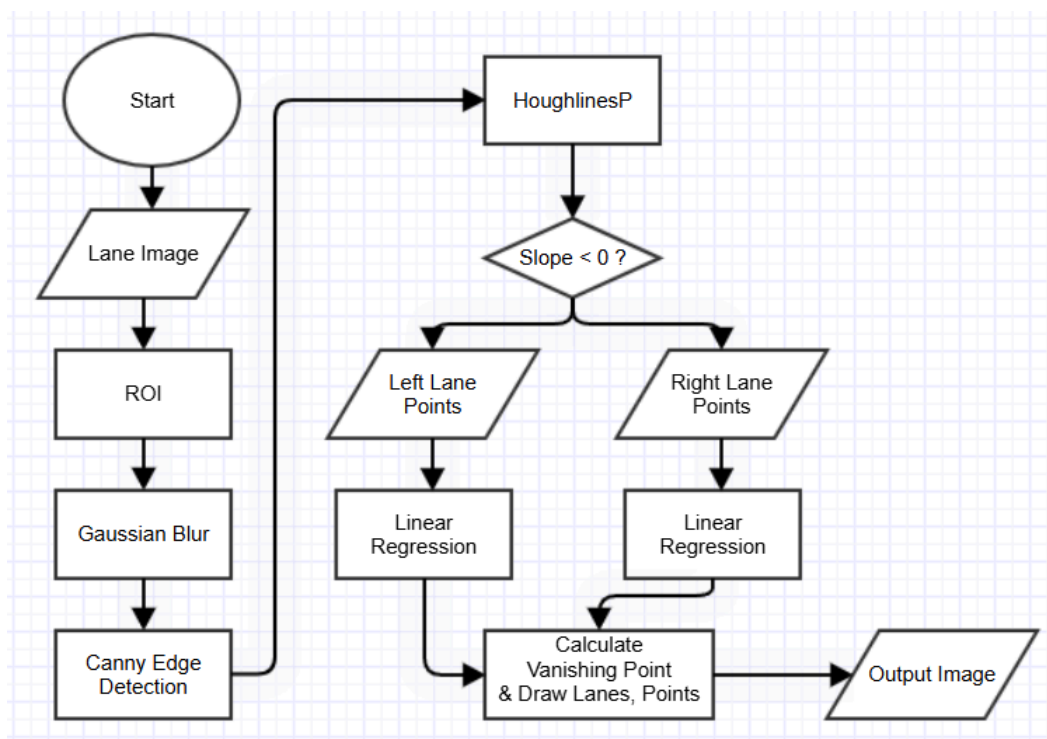 Start
Lane Image
ROI
Gaussian Blur
Canny Edge
Detection
HoughlinesP
Slope < 0 ?
Left Lane
Points
Right Lane
Points
Linear
Regression
Linear
Regression
Calculate
Vanishing Point
& Draw Lanes, Points
Output Image